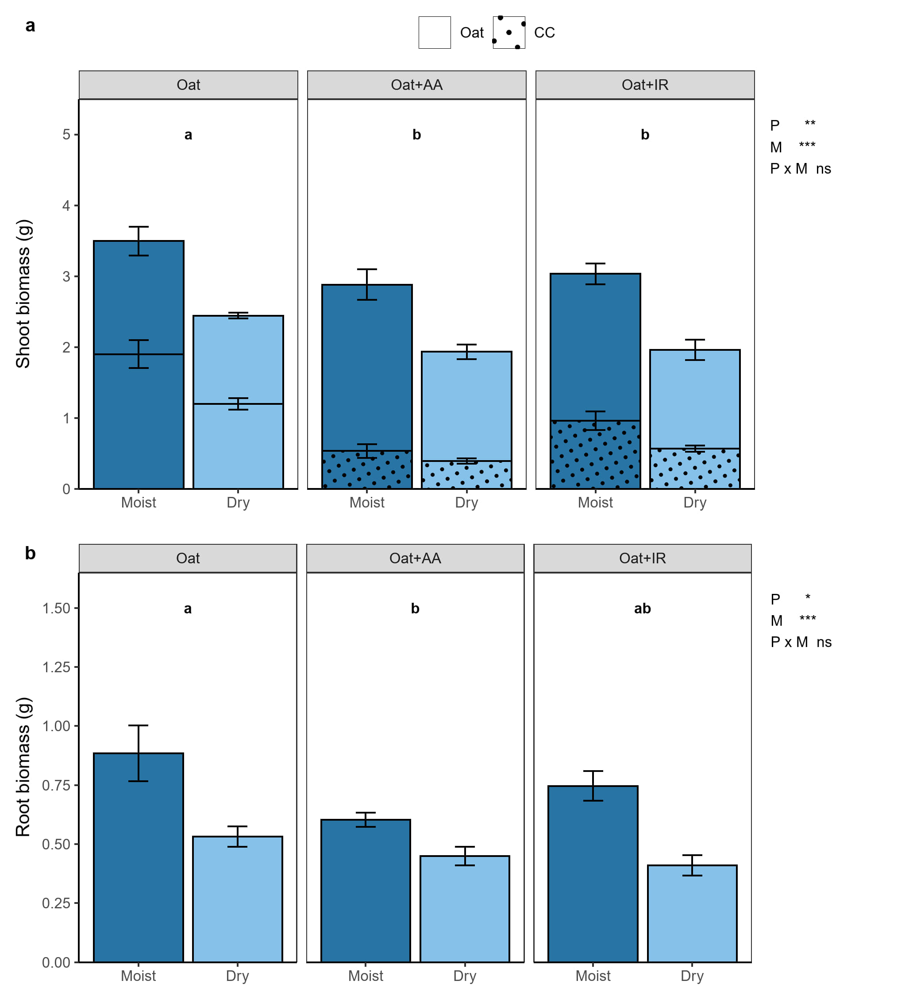 a
Oat CC
Oat Oat+AA Oat+IR
a b b
P **
M ***
P x M ns
5
4
3
2
1
0
Shoot biomass (g)
Moist Dry Moist Dry Moist Dry
b
Oat Oat+AA Oat+IR
a b ab
P *
M ***
P x M ns
1.50
1.25
1.00
0.75
0.50
0.25
0.00
Root biomass (g)
Moist Dry Moist Dry Moist Dry